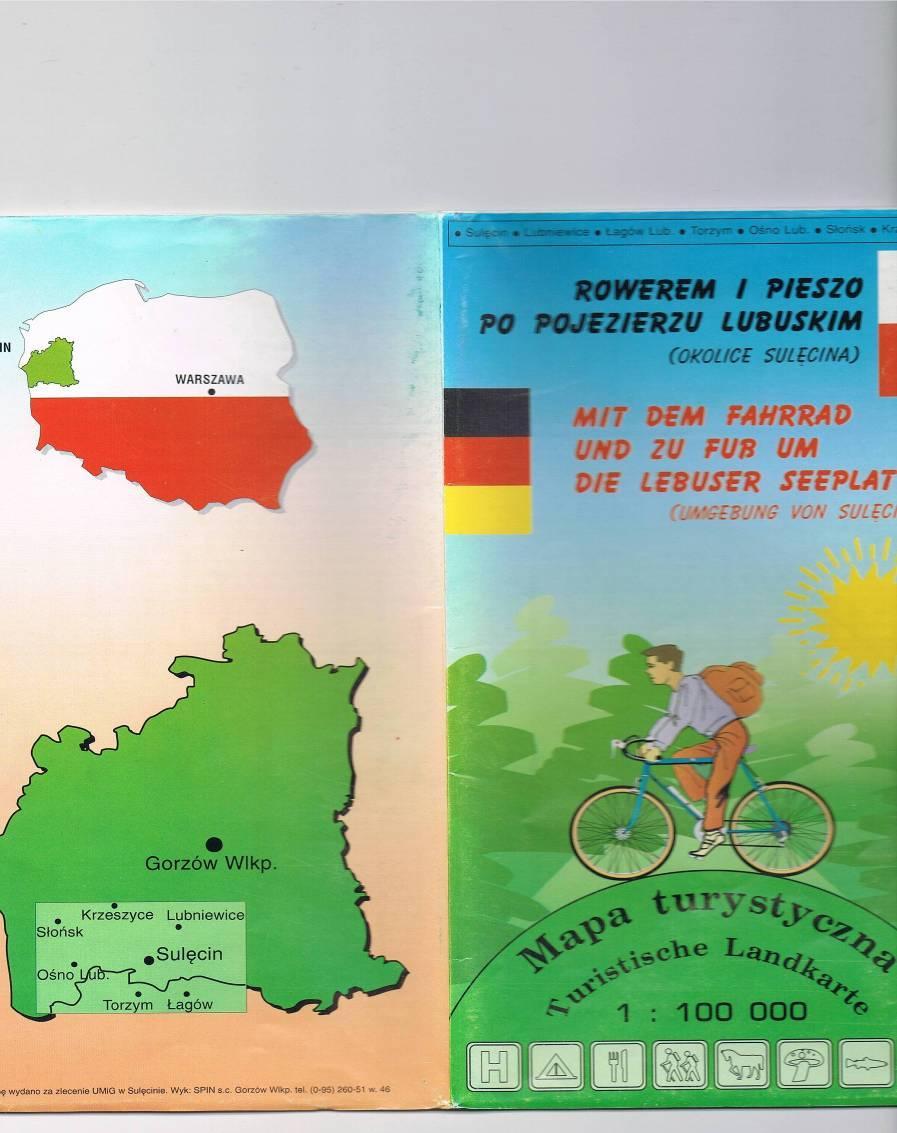 IN
WARSZAWA
Gorzów Wlkp.
Krzeszyce
Lubniewice
Słońsk
Sulęcin
Ośno Lub.
Torzym
Łagów
ę wydano za zlecenie UMiG w Sulęcinie. Wyk: SPIN s.c. Gorzów Wlkp. tel. (0-95) 260-51 w. 46
• Sulęcin • Lubniewice • Łagów Lub. • Torzym • Ośno Lub. • Słońsk • Krz
ROWEREM I PIESZO
PO POJEZIERZU LUBUSKIM
(OKOLICE SULĘCINA)
MIT DEM FAHRRAD
UND ZU FUß UM
DIE LEBUSER SEEPLAT
(UMGEBUNG VON SULĘCI
Mapa turystyczna
Turistische Landkarte
1 : 100 000
H